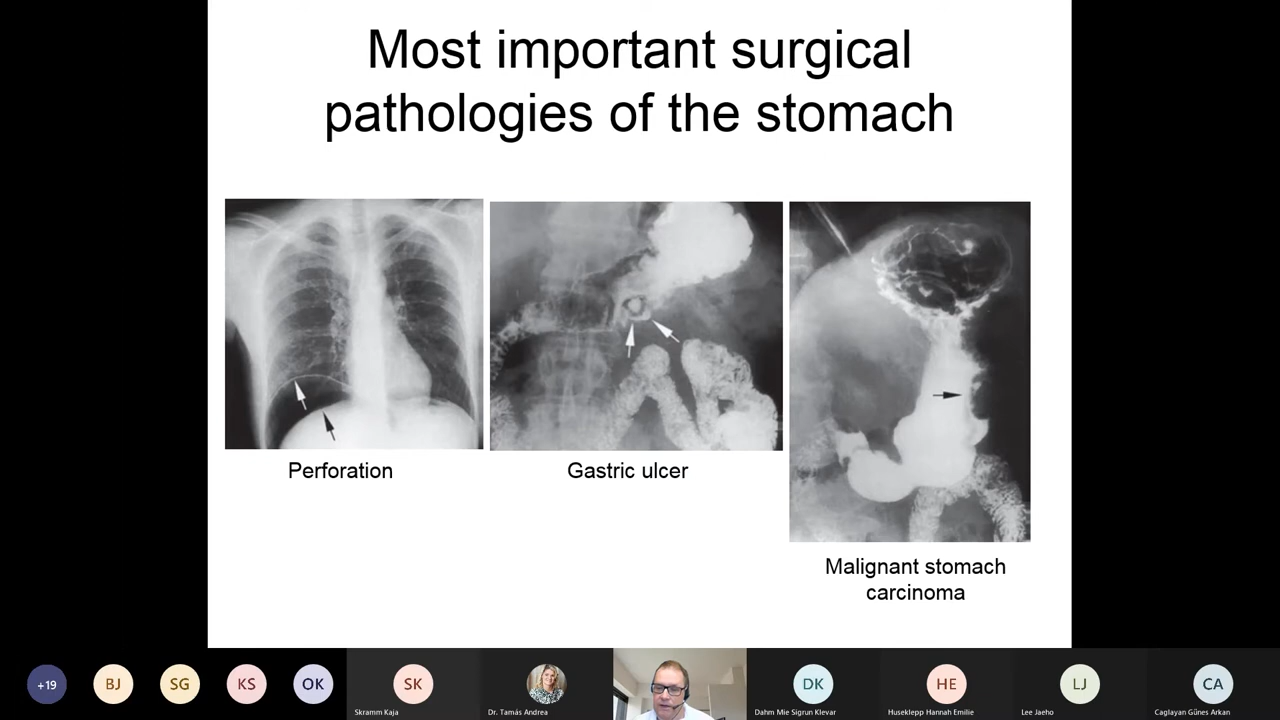 Most important surgical
pathologies of the stomach
Perforation
Gastric ulcer
Malignant stomach
carcinoma
+19
BJ
SG
KS
OK
SK
DK
HE
LJ
CA
Skramm Kaja
Dr. Tamás Andrea
Dahm Mie Sigrun Klevar
Huseklepp Hannah Emilie
Lee Jaeho
Caglayan Günes Arkan